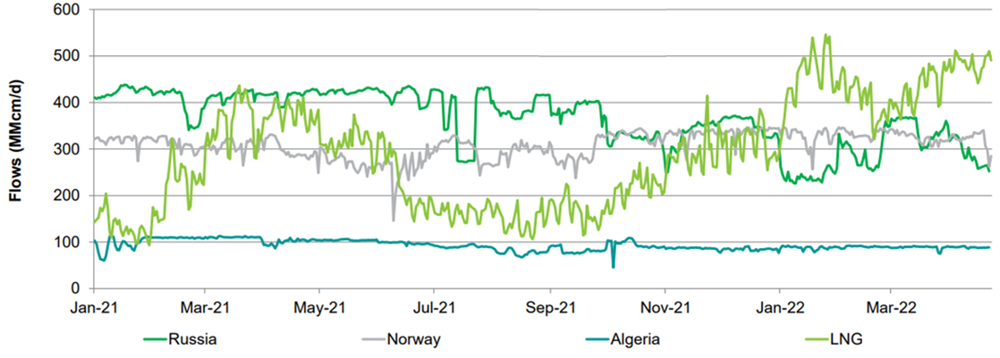 Flows (MMcm/d)
600
500
400
300
200
100
0
Jan-21 Mar-21 May-21 Jul-21 Sep-21 Nov-21 Jan-22 Mar-22
Russia Norway Algeria LNG